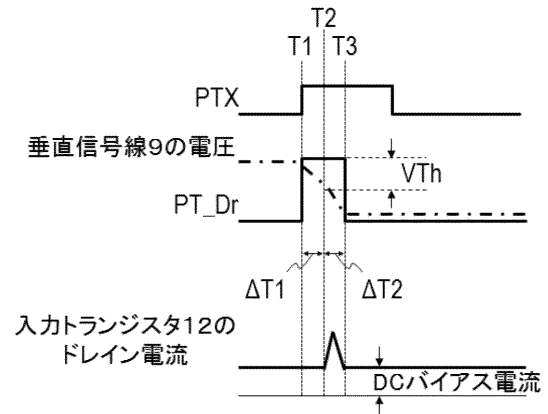 T2
T1 T3
PTX
垂直信号線9の電圧
VTh
PT_Dr
ΔT1 ΔT2
入力トランジスタ12の
ドレイン電流
DCバイアス電流